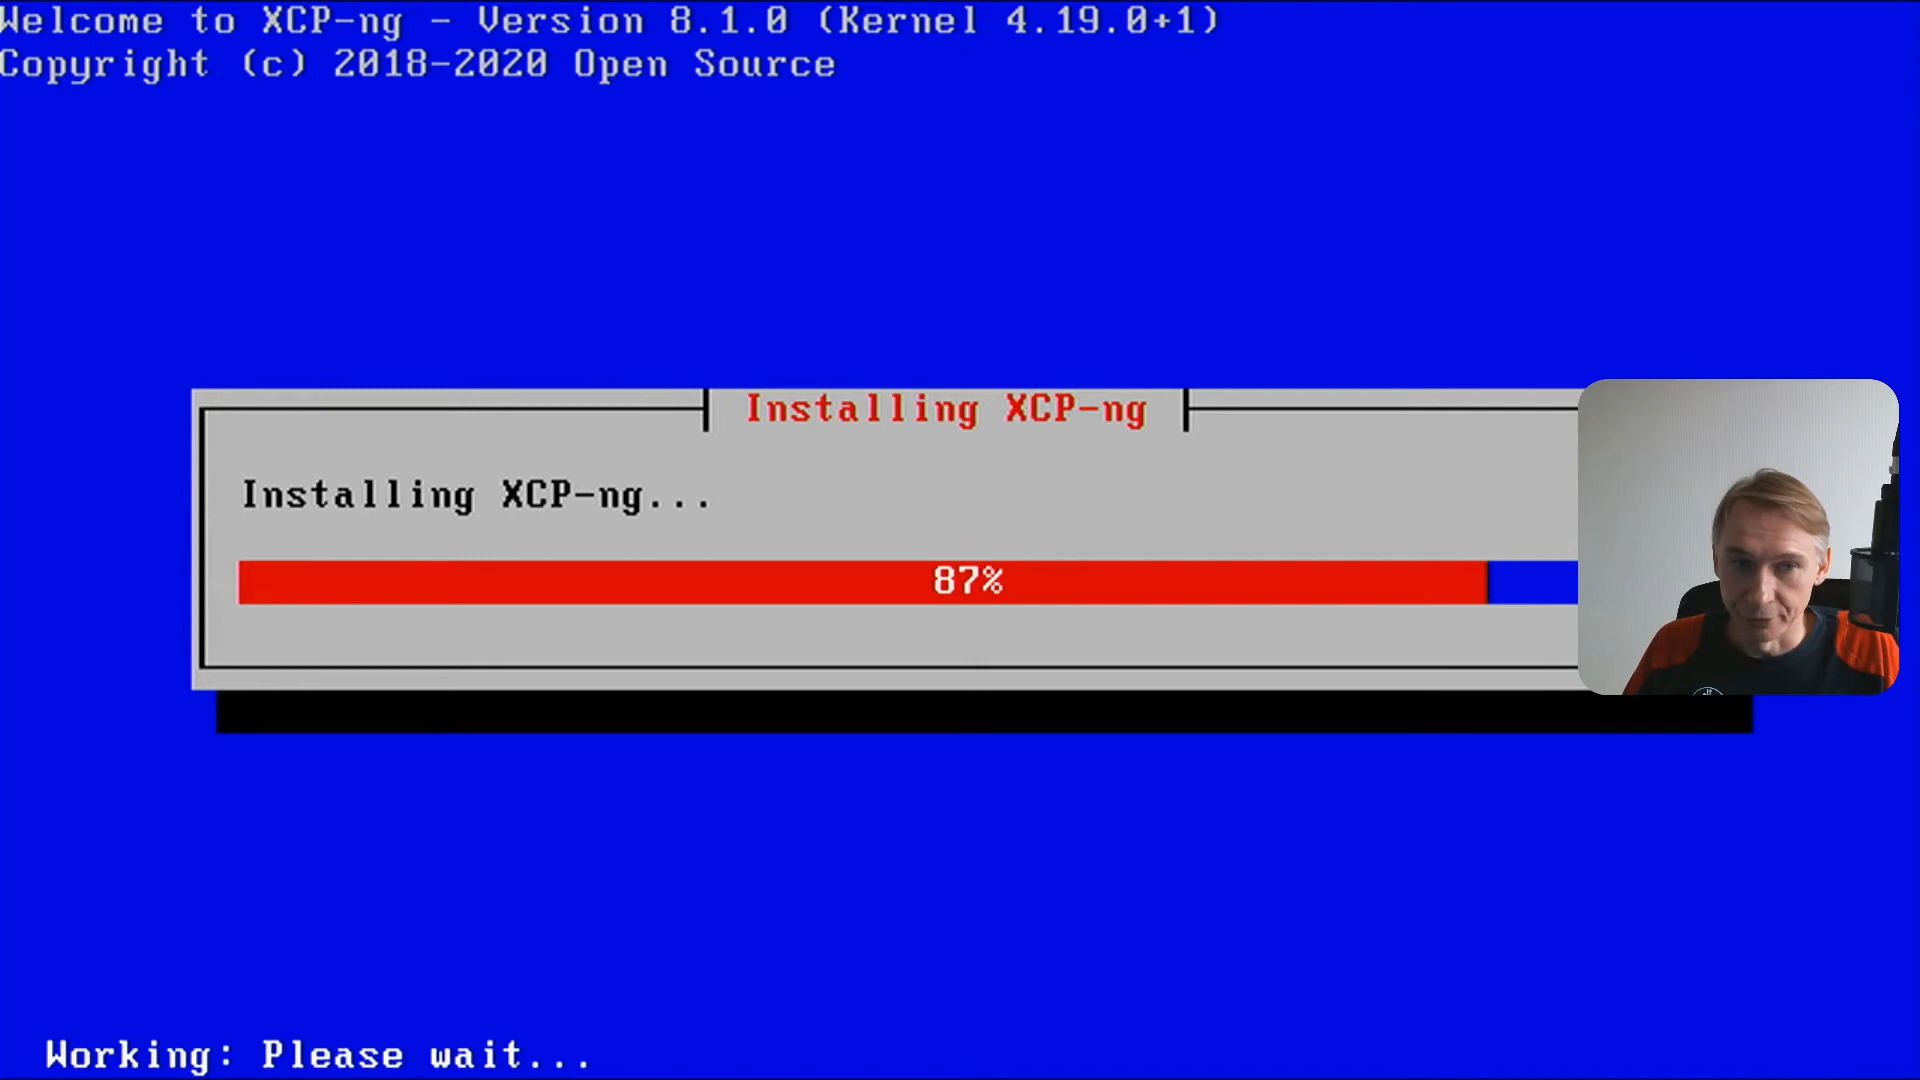 Welcome to XCP-ng - Version 8.1.0 (Kernel 4.19.0+1)
Copyright (c) 2018-2020 Open Source
Installing XCP-ng
Installing XCP-ng...
87%
Working: Please wait...